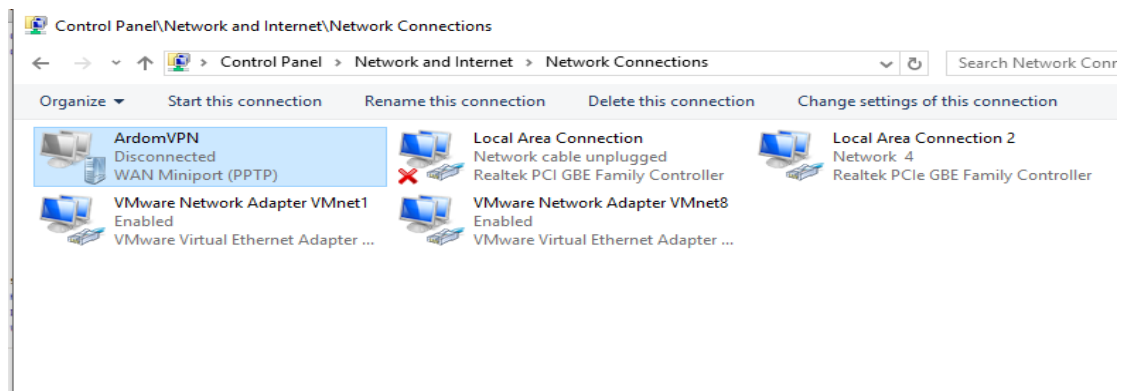 Control Panel\Network and Internet\Network Connections
Control Panel > Network and Internet > Network Connections
Search Network Conr
Organize
Start this connection
Rename this connection
Delete this connection
Change settings of this connection
ArdomVPN
Disconnected
WAN Miniport (PPTP)
Local Area Connection
Network cable unplugged
Realtek PCI GBE Family Controller
Local Area Connection 2
Network 4
Realtek PCIe GBE Family Controller
VMware Network Adapter VMnet1
Enabled
VMware Virtual Ethernet Adapter ...
VMware Network Adapter VMnet8
Enabled
VMware Virtual Ethernet Adapter ...